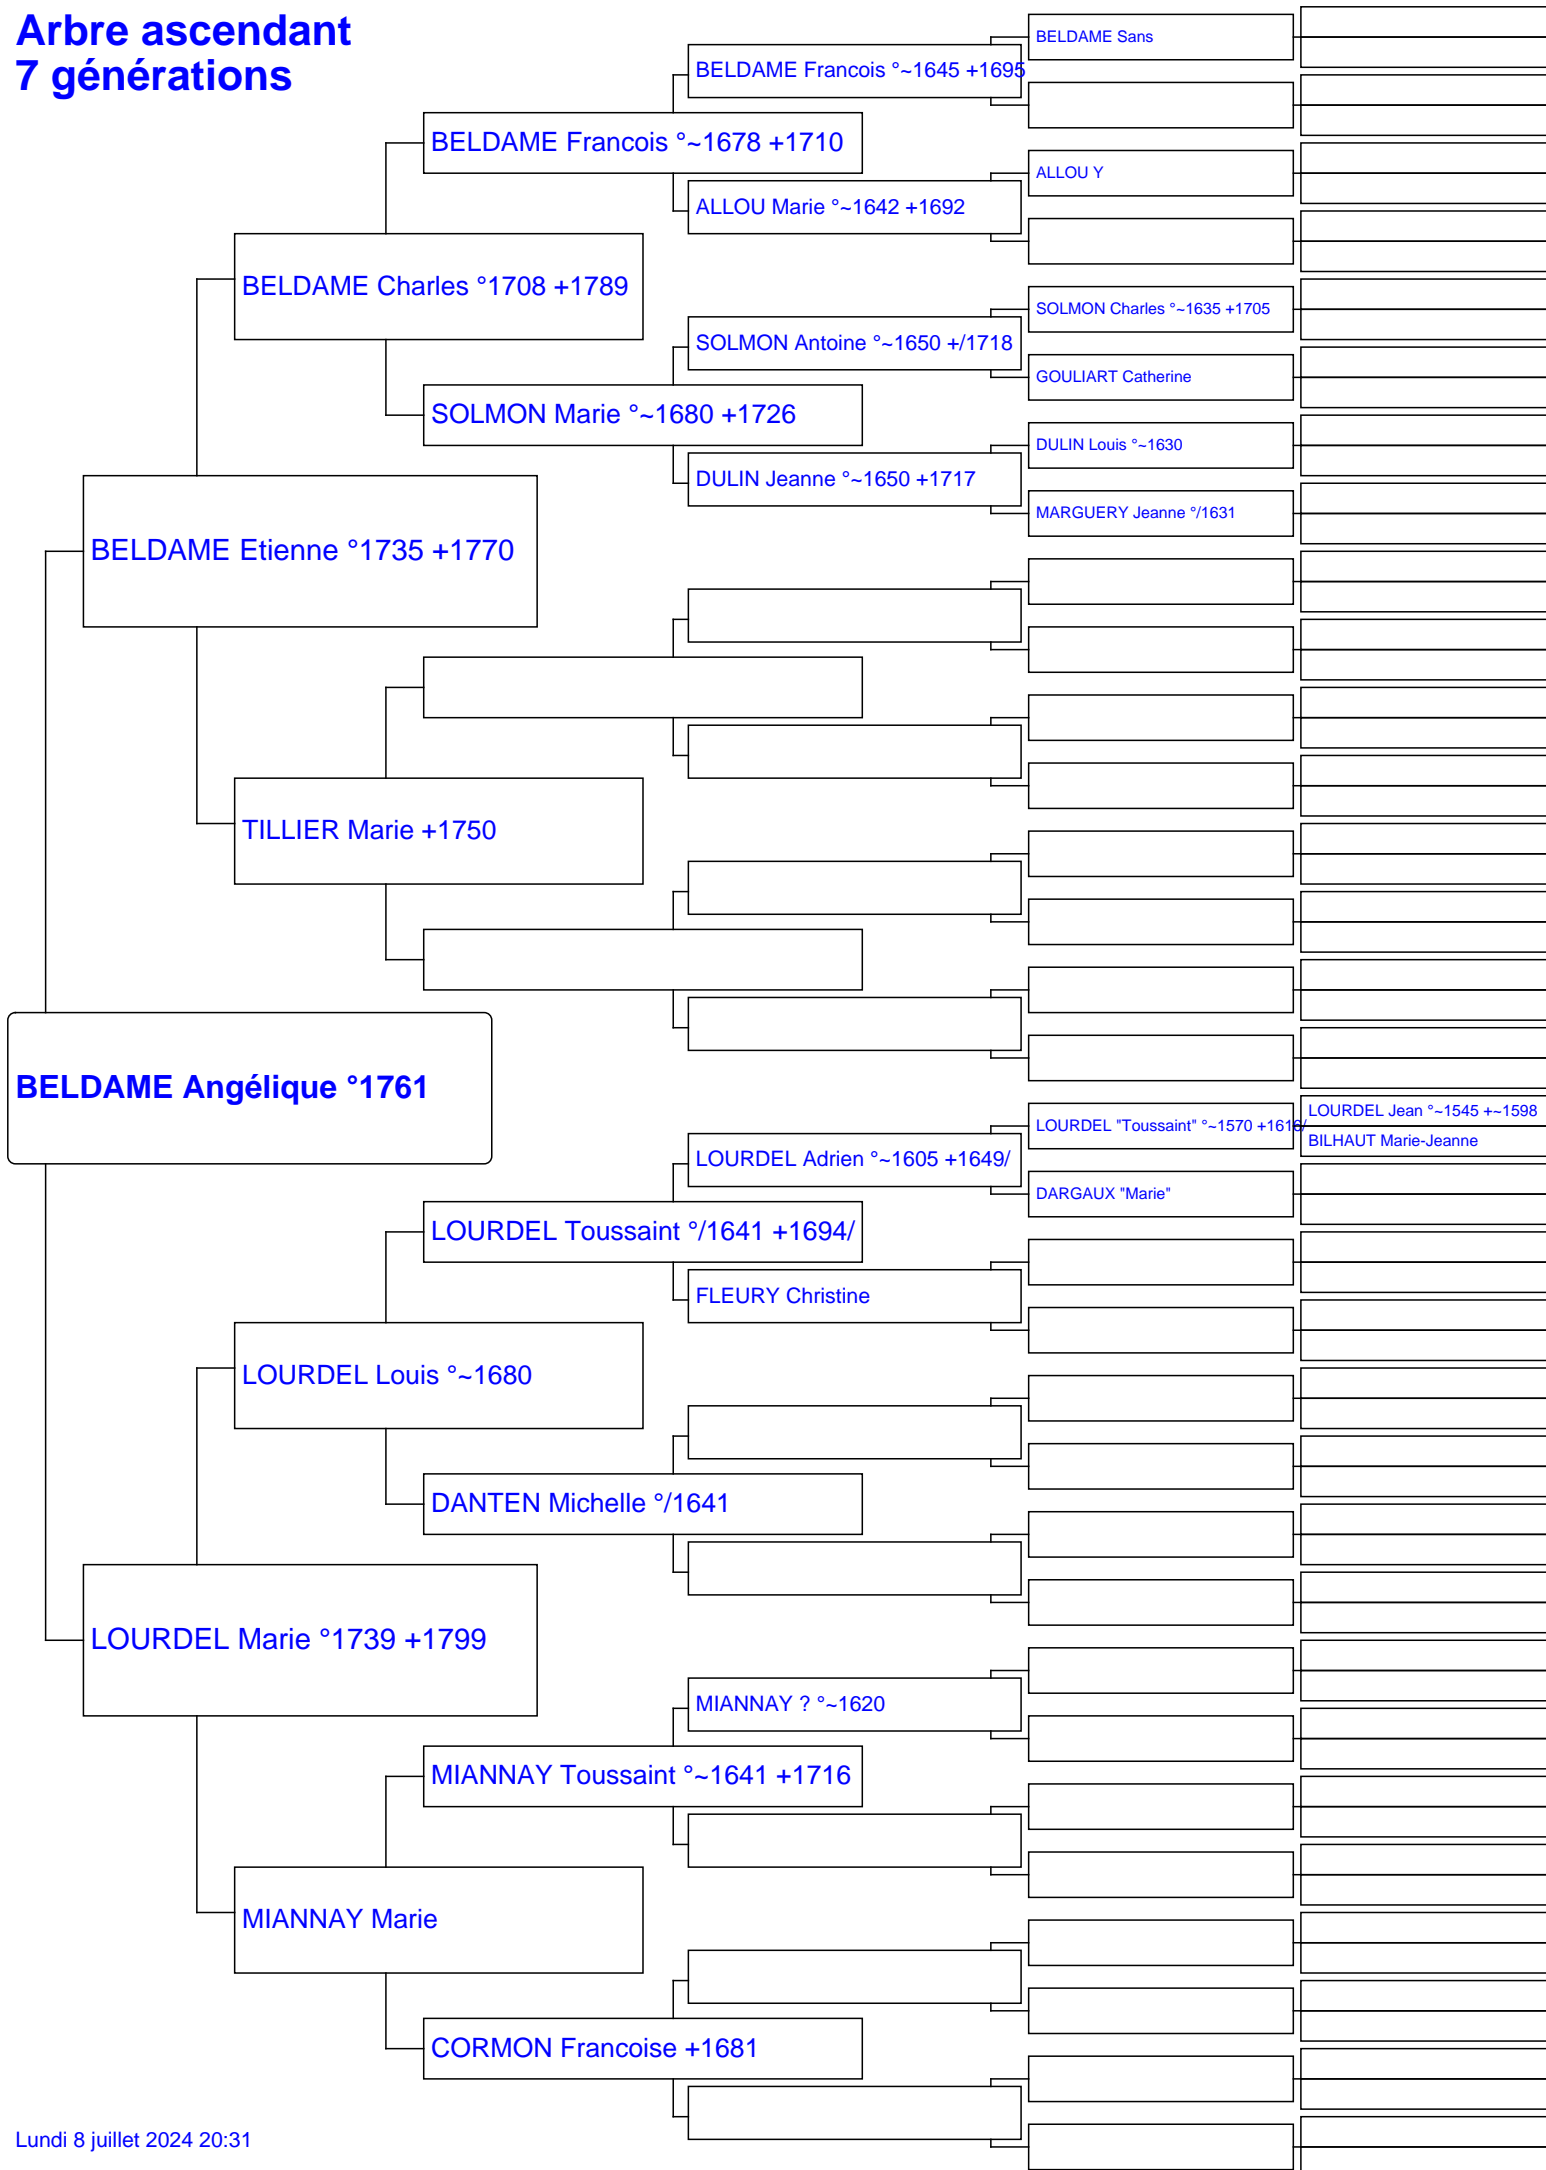 Arbre ascendant
7 générations
BELDAME Sans
BELDAME Francois °~1645 +1695
BELDAME Francois °~1678 +1710
ALLOU Y
ALLOU Marie °~1642 +1692
BELDAME Charles °1708 +1789
SOLMON Charles °~1635 +1705
SOLMON Antoine °~1650 +/1718
GOULIART Catherine
SOLMON Marie °~1680 +1726
DULIN Louis °~1630
DULIN Jeanne °~1650 +1717
MARGUERY Jeanne °/1631
BELDAME Etienne °1735 +1770
TILLIER Marie +1750
BELDAME Angélique °1761
LOURDEL Jean °~1545 +~1598
LOURDEL "Toussaint" °~1570 +1616/
BILHAUT Marie-Jeanne
LOURDEL Adrien °~1605 +1649/
DARGAUX "Marie"
LOURDEL Toussaint °/1641 +1694/
FLEURY Christine
LOURDEL Louis °~1680
DANTEN Michelle °/1641
LOURDEL Marie °1739 +1799
MIANNAY ? °~1620
MIANNAY Toussaint °~1641 +1716
MIANNAY Marie
CORMON Francoise +1681
Lundi 8 juillet 2024 20:31